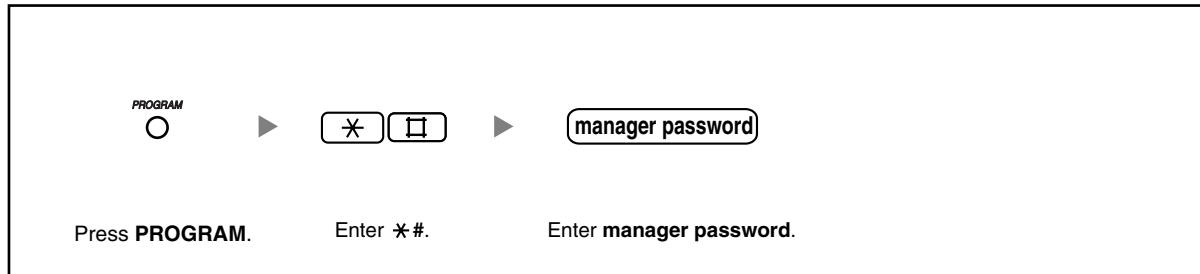 PROGRAM
* # manager password
Press PROGRAM. Enter *#. Enter manager password.